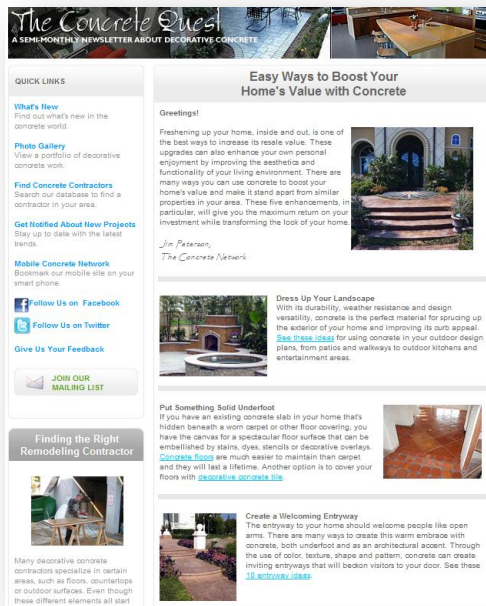 The Concrete Quest
A SEMI-MONTHLY NEWSLETTER ABOUT DECORATIVE CONCRETE
QUICK LINKS
What's New
Find out what's new in the
concrete world.
Photo Gallery
View a portfolio of decorative
concrete work.
Find Concrete Contractors
Search our database to find a
contractor in your area.
Get Notified About New Projects
Stay up to date with the latest
trends.
Mobile Concrete Network
Bookmark our mobile site on your
smart phone.
Follow Us on Facebook
Follow Us on Twitter
Give Us Your Feedback
JOIN OUR
MAILING LIST
Finding the Right
Remodeling Contractor
Many decorative concrete
contractors specialize in certain
areas, such as floors, countertops
or outdoor surfaces. Even though
these different elements all start
Easy Ways to Boost Your
Home's Value with Concrete
Greetings!
Freshening up your home, inside and out, is one of
the best ways to increase its resale value. These
upgrades can also enhance your own personal
enjoyment by improving the aesthetics and
functionality of your living environment. There are
many ways you can use concrete to boost your
home's value and make it stand apart from similar
properties in your area. These five enhancements, in
particular, will give you the maximum return on your
investment while transforming the look of your home.
Jim Peterson,
The Concrete Network
Dress Up Your Landscape
With its durability, weather resistance and design
versatility, concrete is the perfect material for sprucing up
the exterior of your home and improving its curb appeal.
See these ideas for using concrete in your outdoor design
plans, from patios and walkways to outdoor kitchens and
entertainment areas.
Put Something Solid Underfoot
If you have an existing concrete slab in your home that's
hidden beneath a worn carpet or other floor covering, you
have the canvas for a spectacular floor surface that can be
embellished by stains, dyes, stencils or decorative overlays.
Concrete floors are much easier to maintain than carpet
and they will last a lifetime. Another option is to cover your
floors with decorative concrete tile.
Create a Welcoming Entryway
The entryway to your home should welcome people like open
arms. There are many ways to create this warm embrace with
concrete, both underfoot and as an architectural accent. Through
the use of color, texture, shape and pattern, concrete can create
inviting entryways that will beckon visitors to your door. See these
10 entryway ideas.